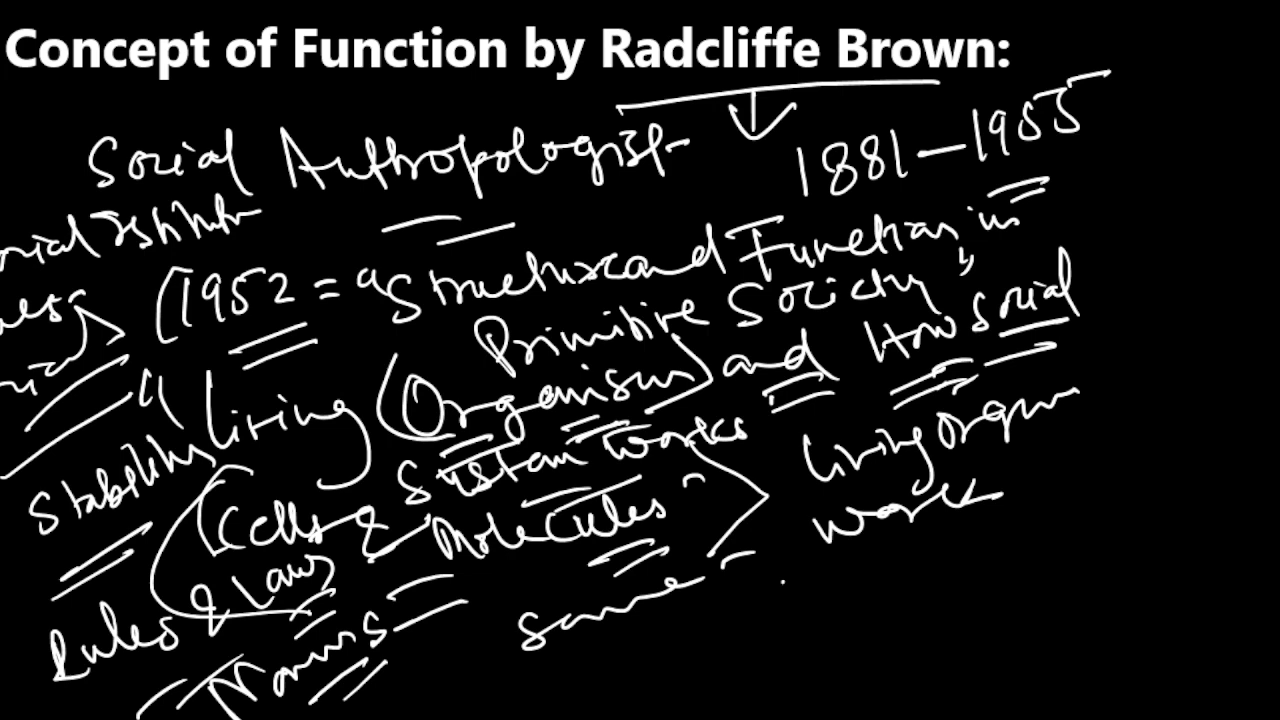 Concept of Function by Radcliffe Brown:
Social Anthropologist 1881-1955
(1952 = "Structure and Function in
Primitive Society"
"Living (Organism) and How Social
System works Living Organ
Stability
(Cells & Molecules" work
Rules & Laws same
Norms